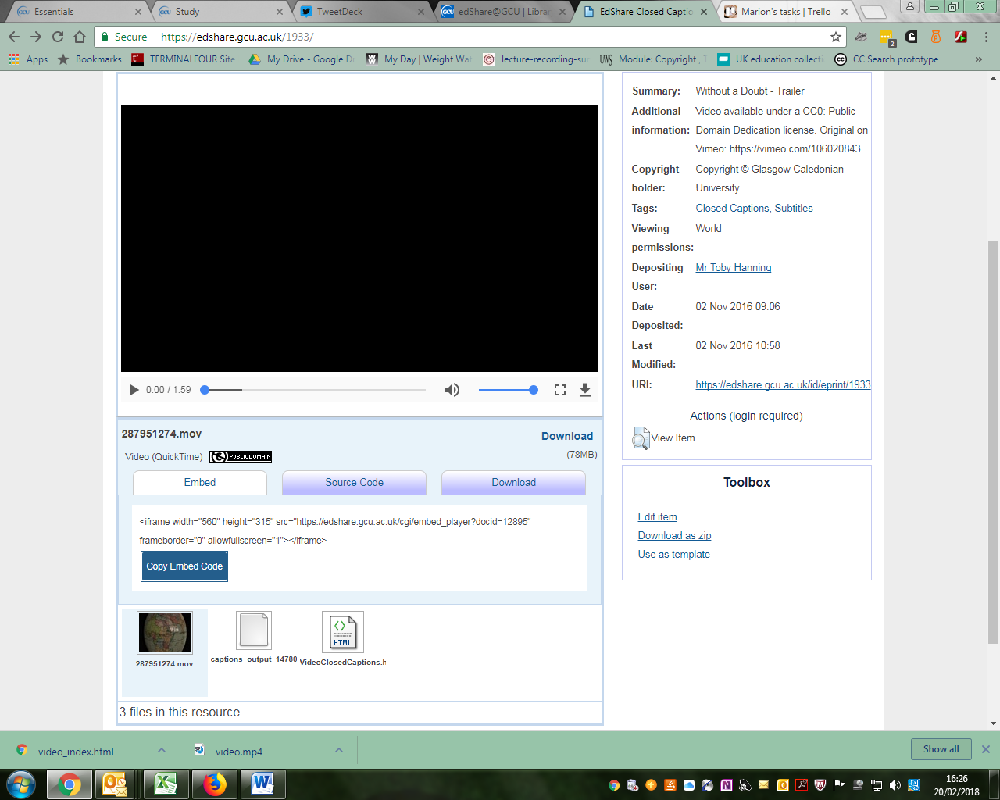 Essentials
Study
TweetDeck
edShare@GCU | Librar
EdShare Closed Captio
Marion's tasks | Trello
Secure
https://edshare.gcu.ac.uk/1933/
2
Apps
Bookmarks
TERMINALFOUR Site
My Drive - Google Dr
My Day | Weight Wat
lecture-recording-sur
Module: Copyright ,
UK education collecti
CC Search prototype
»
0:00 / 1:59
287951274.mov
Download
Video (QuickTime)
PUBLIC DOMAIN
(78MB)
Embed
Source Code
Download
<iframe width="560" height="315" src="https://edshare.gcu.ac.uk/cgi/embed_player?docid=12895"
frameborder="0" allowfullscreen="1"></iframe>
Copy Embed Code
HTML
287951274.mov
captions_output_14780
VideoClosedCaptions.h
3 files in this resource
Summary: Without a Doubt - Trailer
Additional Video available under a CC0: Public
information: Domain Dedication license. Original on
Vimeo: https://vimeo.com/106020843
Copyright Copyright © Glasgow Caledonian
holder: University
Tags: Closed Captions, Subtitles
Viewing World
permissions:
Depositing Mr Toby Hanning
User:
Date 02 Nov 2016 09:06
Deposited:
Last 02 Nov 2016 10:58
Modified:
URI: https://edshare.gcu.ac.uk/id/eprint/1933
Actions (login required)
View Item
Toolbox
Edit item
Download as zip
Use as template
video_index.html
video.mp4
Show all
16:26
20/02/2018